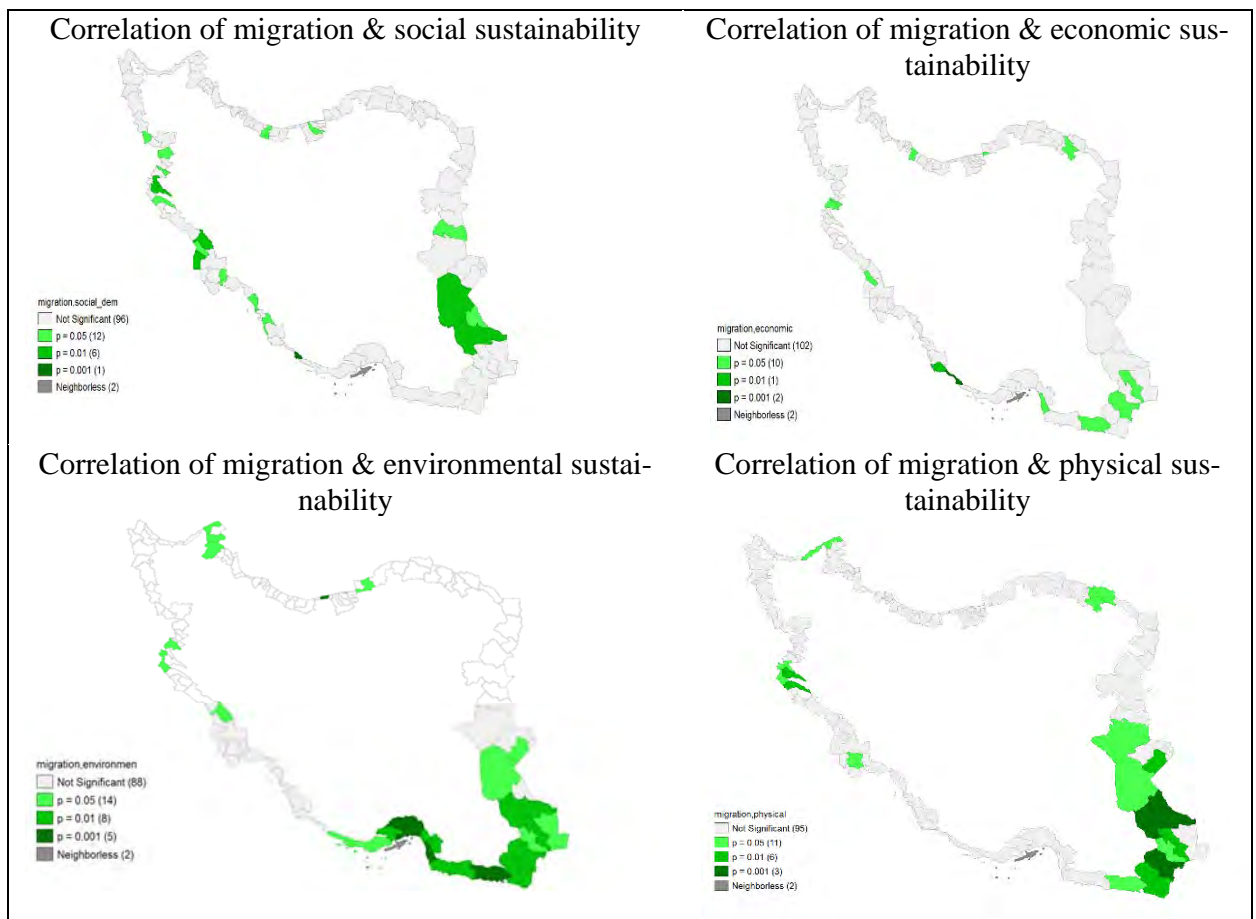 Correlation of migration & social sustainability
Correlation of migration & economic sus-
tainability
migration,social_dem
Not Significant (96)
p = 0.05 (12)
p = 0.01 (6)
p = 0.001 (1)
Neighborless (2)
migration,economic
Not Significant (102)
p = 0.05 (10)
p = 0.01 (1)
p = 0.001 (2)
Neighborless (2)
Correlation of migration & environmental sustai-
nability
Correlation of migration & physical sus-
tainability
migration,environmen
Not Significant (88)
p = 0.05 (14)
p = 0.01 (8)
p = 0.001 (5)
Neighborless (2)
migration,physical
Not Significant (95)
p = 0.05 (11)
p = 0.01 (6)
p = 0.001 (3)
Neighborless (2)